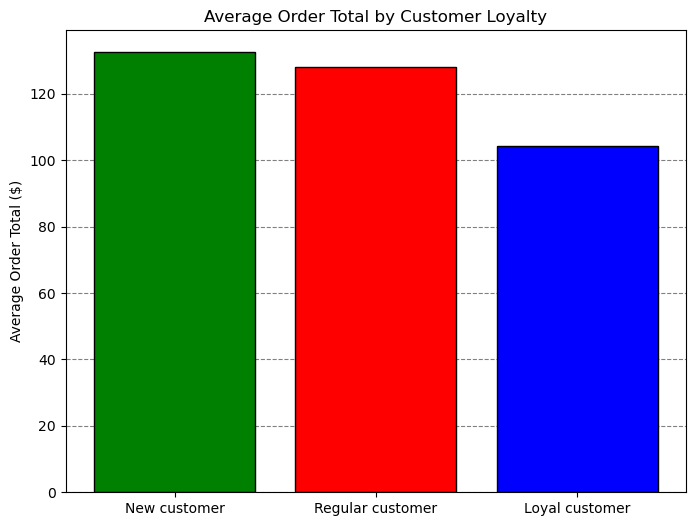 Average Order Total by Customer Loyalty
Average Order Total ($)
120
100
80
60
40
20
0
New customer
Regular customer
Loyal customer